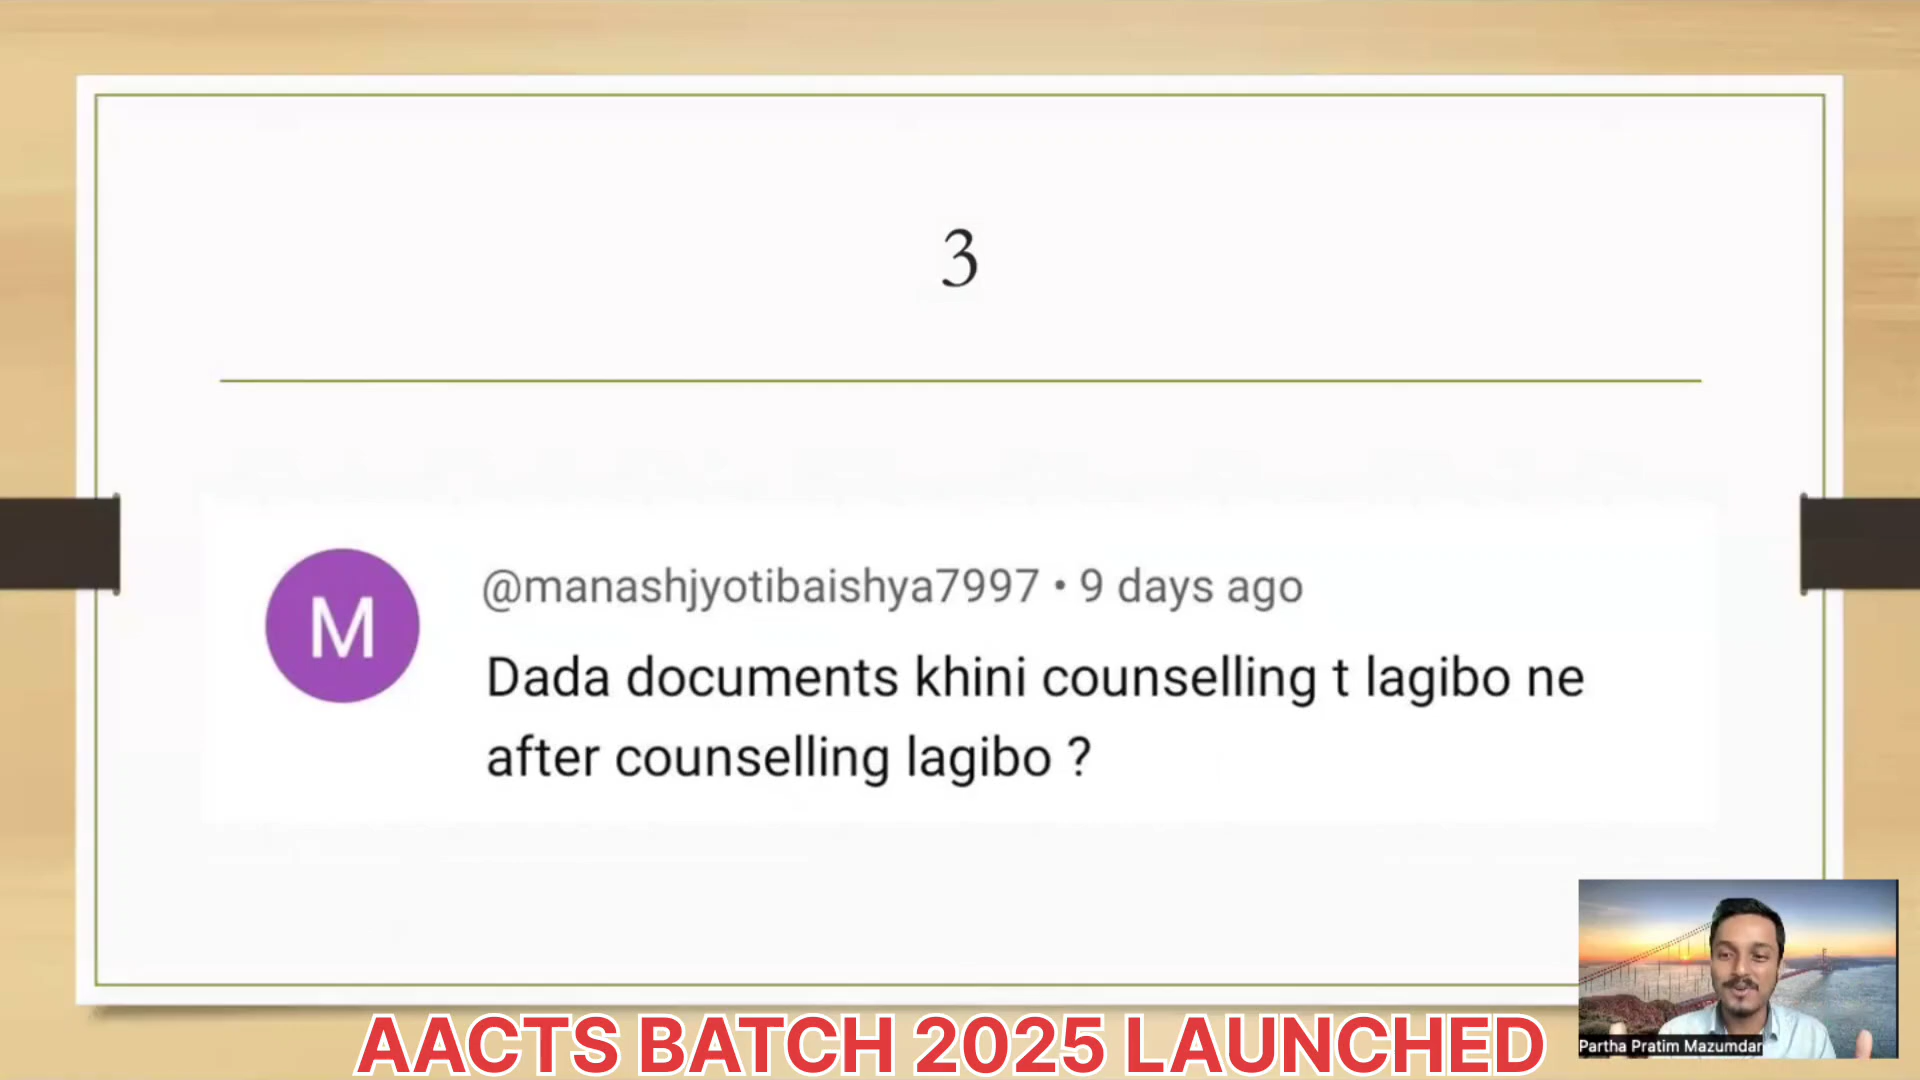 3
M
@manashjyotibaishya7997 • 9 days ago
Dada documents khini counselling t lagibo ne
after counselling lagibo ?
Partha Pratim Mazumdar
AACTS BATCH 2025 LAUNCHED